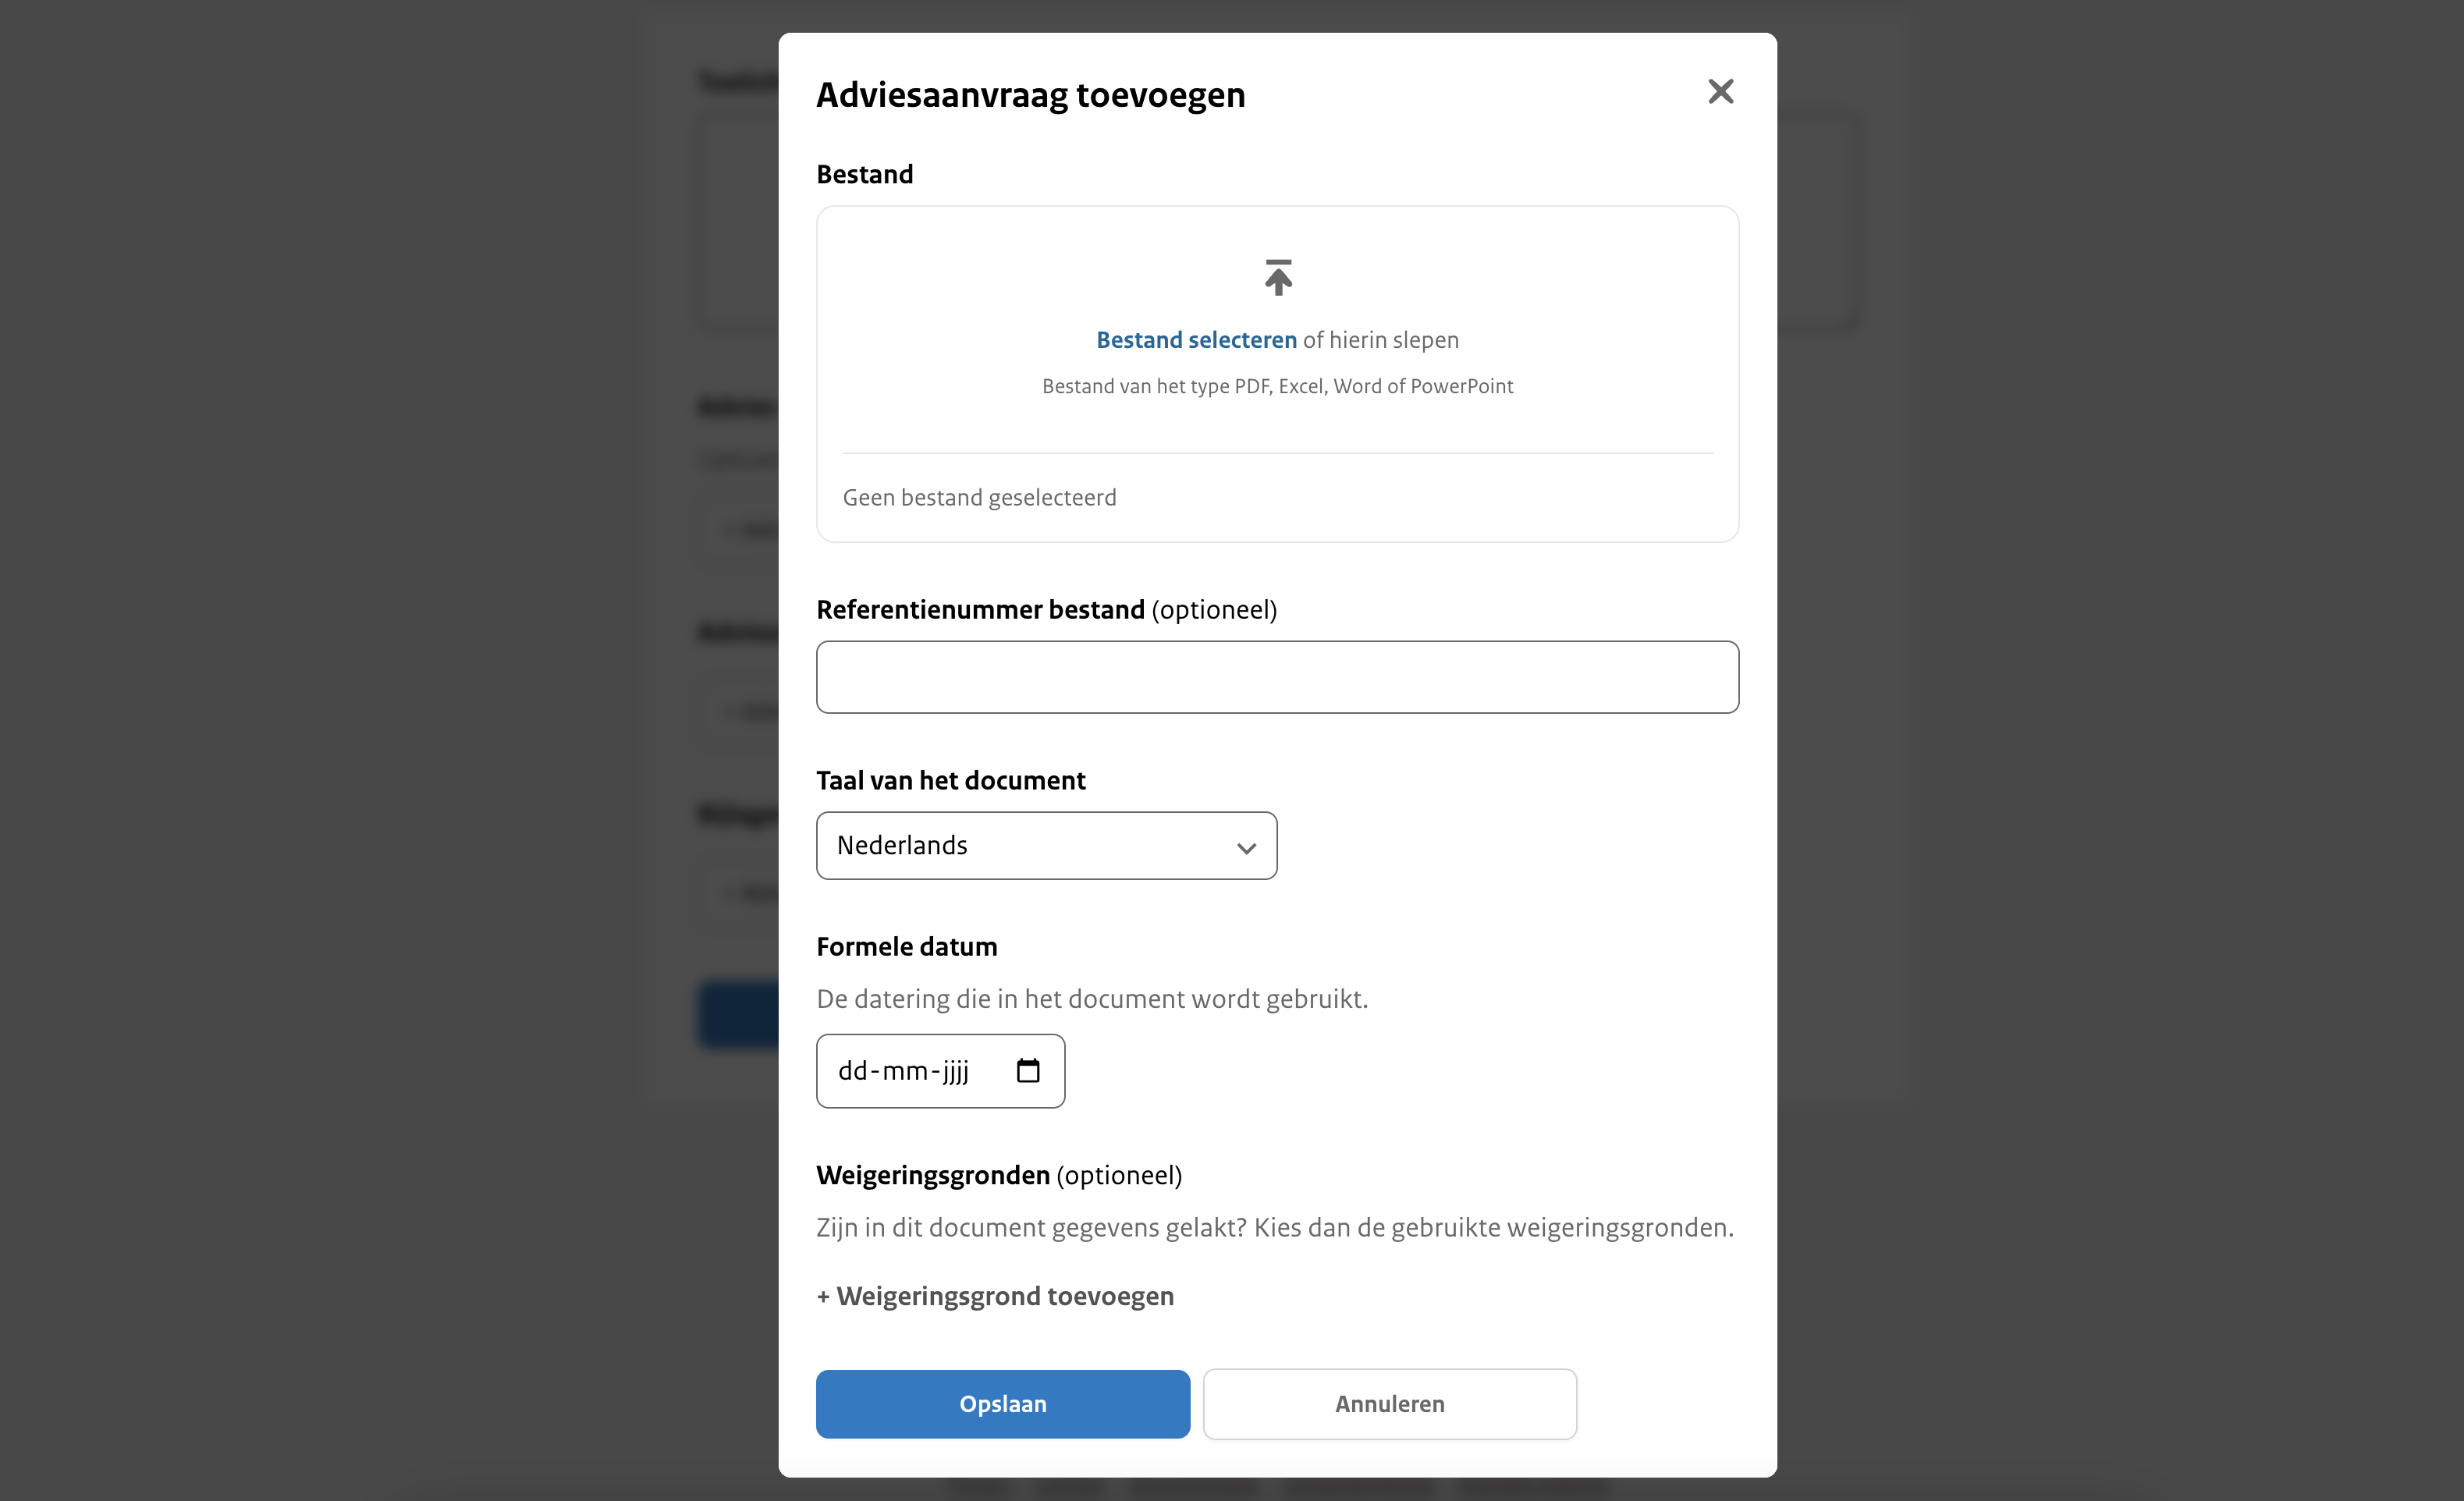 Adviesaanvraag toevoegen
Bestand
Bestand selecteren of hierin slepen
Bestand van het type PDF, Excel, Word of PowerPoint
Geen bestand geselecteerd
Referentienummer bestand (optioneel)
Taal van het document
Nederlands
Formele datum
De datering die in het document wordt gebruikt.
dd-mm-jjjj
Weigeringsgronden (optioneel)
Zijn in dit document gegevens gelakt? Kies dan de gebruikte weigeringsgronden.
+ Weigeringsgrond toevoegen
Opslaan
Annuleren